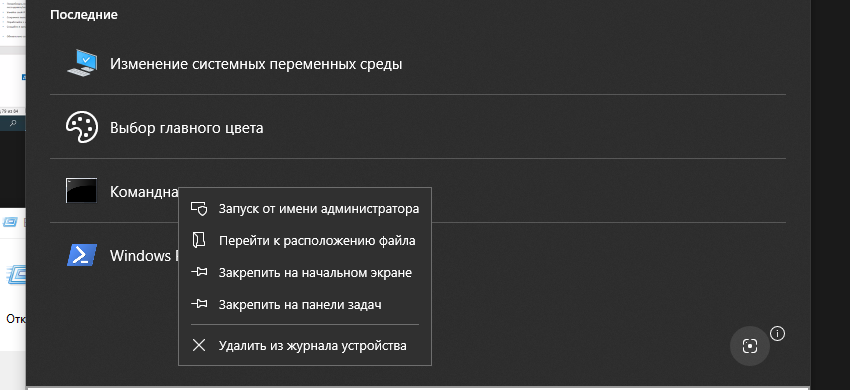 Последние
Изменение системных переменных среды
Выбор главного цвета
Командна
Запуск от имени администратора
Перейти к расположению файла
Закрепить на начальном экране
Windows
Закрепить на панели задач
Удалить из журнала устройства
Отк